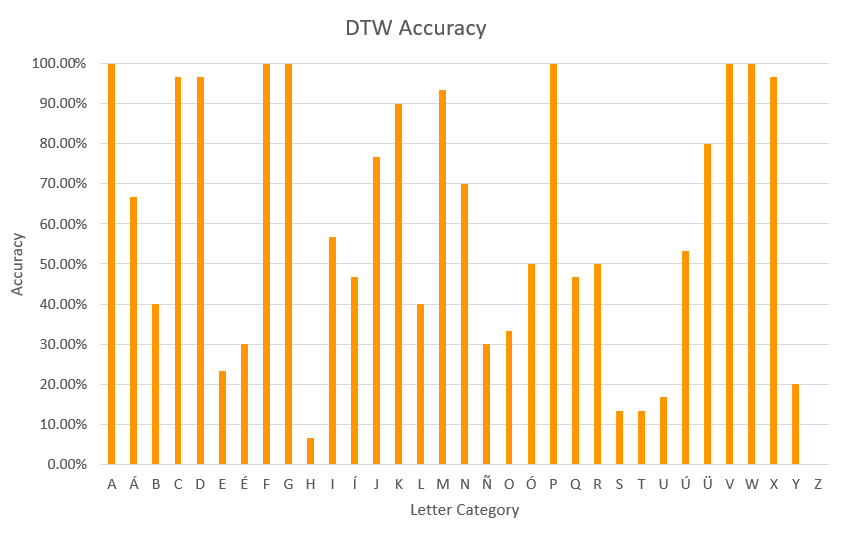 DTW Accuracy
100.00%
90.00%
80.00%
70.00%
60.00%
50.00%
40.00%
30.00%
20.00%
10.00%
0.00%
Accuracy
A Á B C D E É F G H I Í J K L M N Ñ O Ó P Q R S T U Ú Ü V W X Y Z
Letter Category